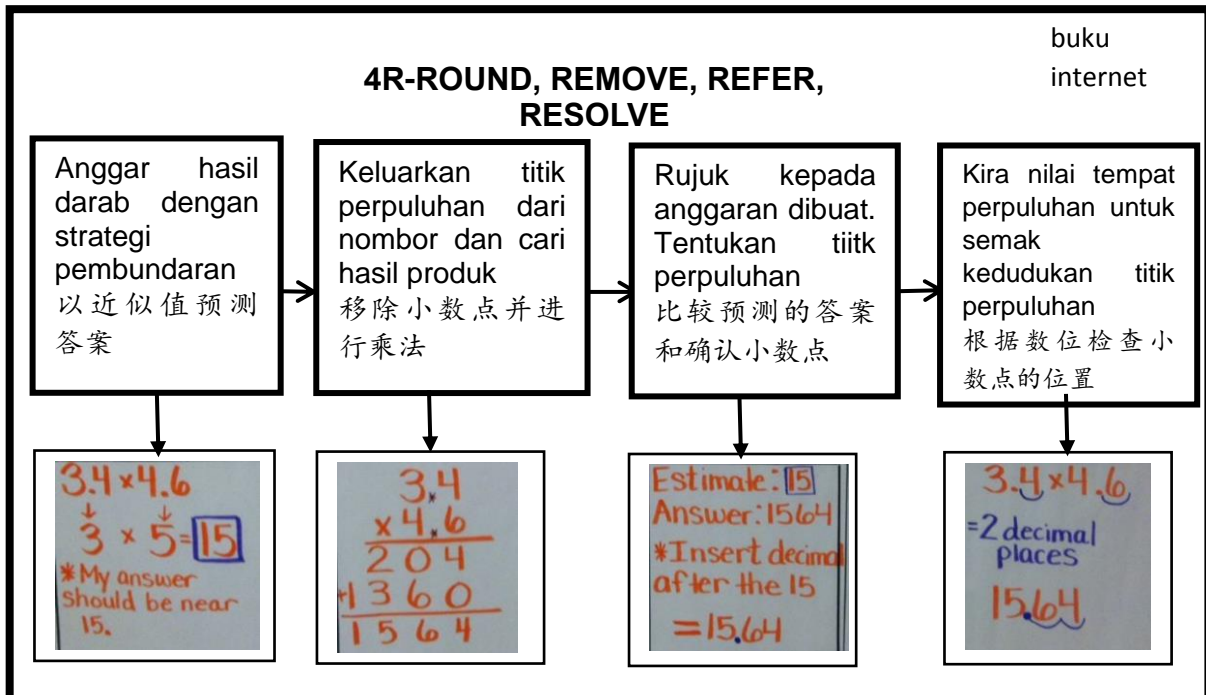 buku
internet
4R-ROUND, REMOVE, REFER,
RESOLVE
Anggar hasil
darab dengan
strategi
pembundaran
以近似值预测
答案
Keluarkan titik
perpuluhan dari
nombor dan cari
hasil produk
移除小数点并进
行乘法
Rujuk kepada
anggaran dibuat.
Tentukan tiitk
perpuluhan
比较预测的答案
和确认小数点
Kira nilai tempat
perpuluhan untuk
semak
kedudukan titik
perpuluhan
根据数位检查小
数点的位置
3.4×4.6
↓ ↓
3 × 5=15
*My answer
should be near
15.
3.4
×4.6
204
+1360
1564
Estimate: 15
Answer: 1564
*Insert decimal
after the 15
=15.64
3.4×4.6
=2 decimal
places
15.64